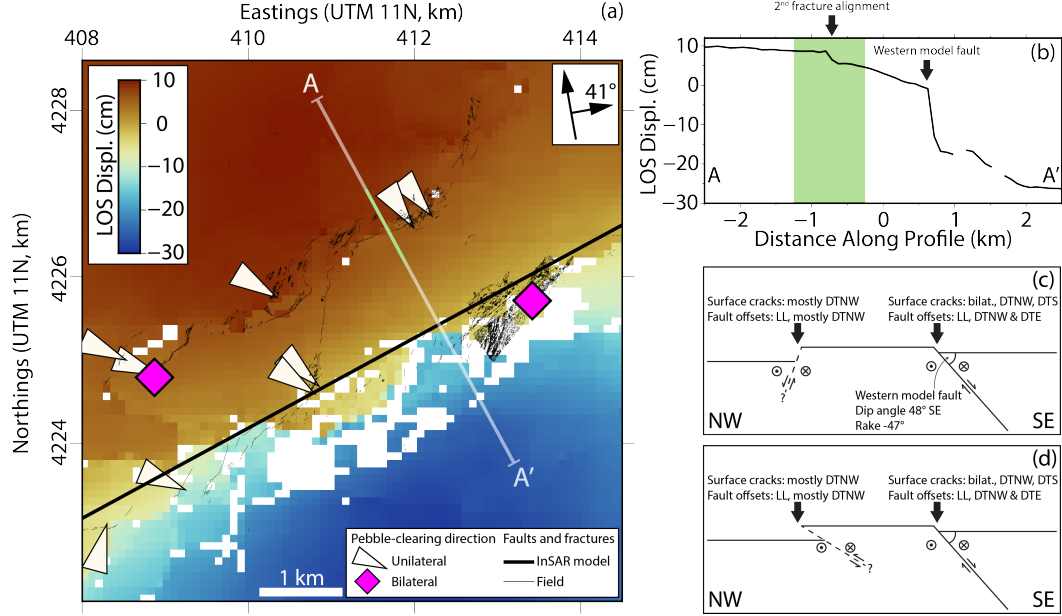 Eastings (UTM 11N, km)
(a)
408
410
412
414
Northings (UTM 11N, km)
4228
4226
4224
LOS Displ. (cm)
10
0
−10
−20
−30
A
A'
41°
1 km
Pebble-clearing direction
Unilateral
Bilateral
Faults and fractures
InSAR model
Field
2nd fracture alignment
Western model fault
(b)
LOS Displ. (cm)
10
0
−10
−20
−30
A
A'
−2
−1
0
1
2
Distance Along Profile (km)
(c)
Surface cracks: mostly DTNW
Fault offsets: LL, mostly DTNW
Surface cracks: bilat., DTNW, DTS
Fault offsets: LL, DTNW & DTE
?
Western model fault
Dip angle 48° SE
Rake -47°
NW
SE
(d)
Surface cracks: mostly DTNW
Fault offsets: LL, mostly DTNW
Surface cracks: bilat., DTNW, DTS
Fault offsets: LL, DTNW & DTE
?
NW
SE